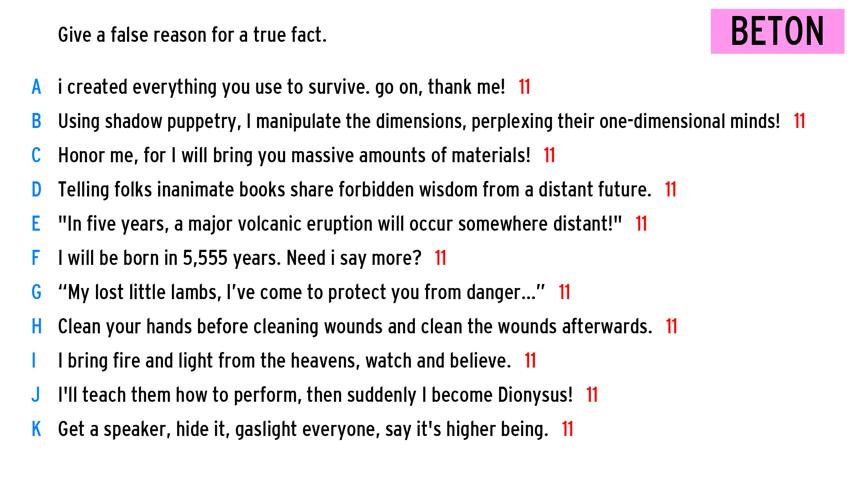 Give a false reason for a true fact.
BETON
A i created everything you use to survive. go on, thank me! 11
B Using shadow puppetry, I manipulate the dimensions, perplexing their one-dimensional minds! 11
C Honor me, for I will bring you massive amounts of materials! 11
D Telling folks inanimate books share forbidden wisdom from a distant future. 11
E "In five years, a major volcanic eruption will occur somewhere distant!" 11
F I will be born in 5,555 years. Need i say more? 11
G “My lost little lambs, I’ve come to protect you from danger...” 11
H Clean your hands before cleaning wounds and clean the wounds afterwards. 11
I I bring fire and light from the heavens, watch and believe. 11
J I'll teach them how to perform, then suddenly I become Dionysus! 11
K Get a speaker, hide it, gaslight everyone, say it's higher being. 11